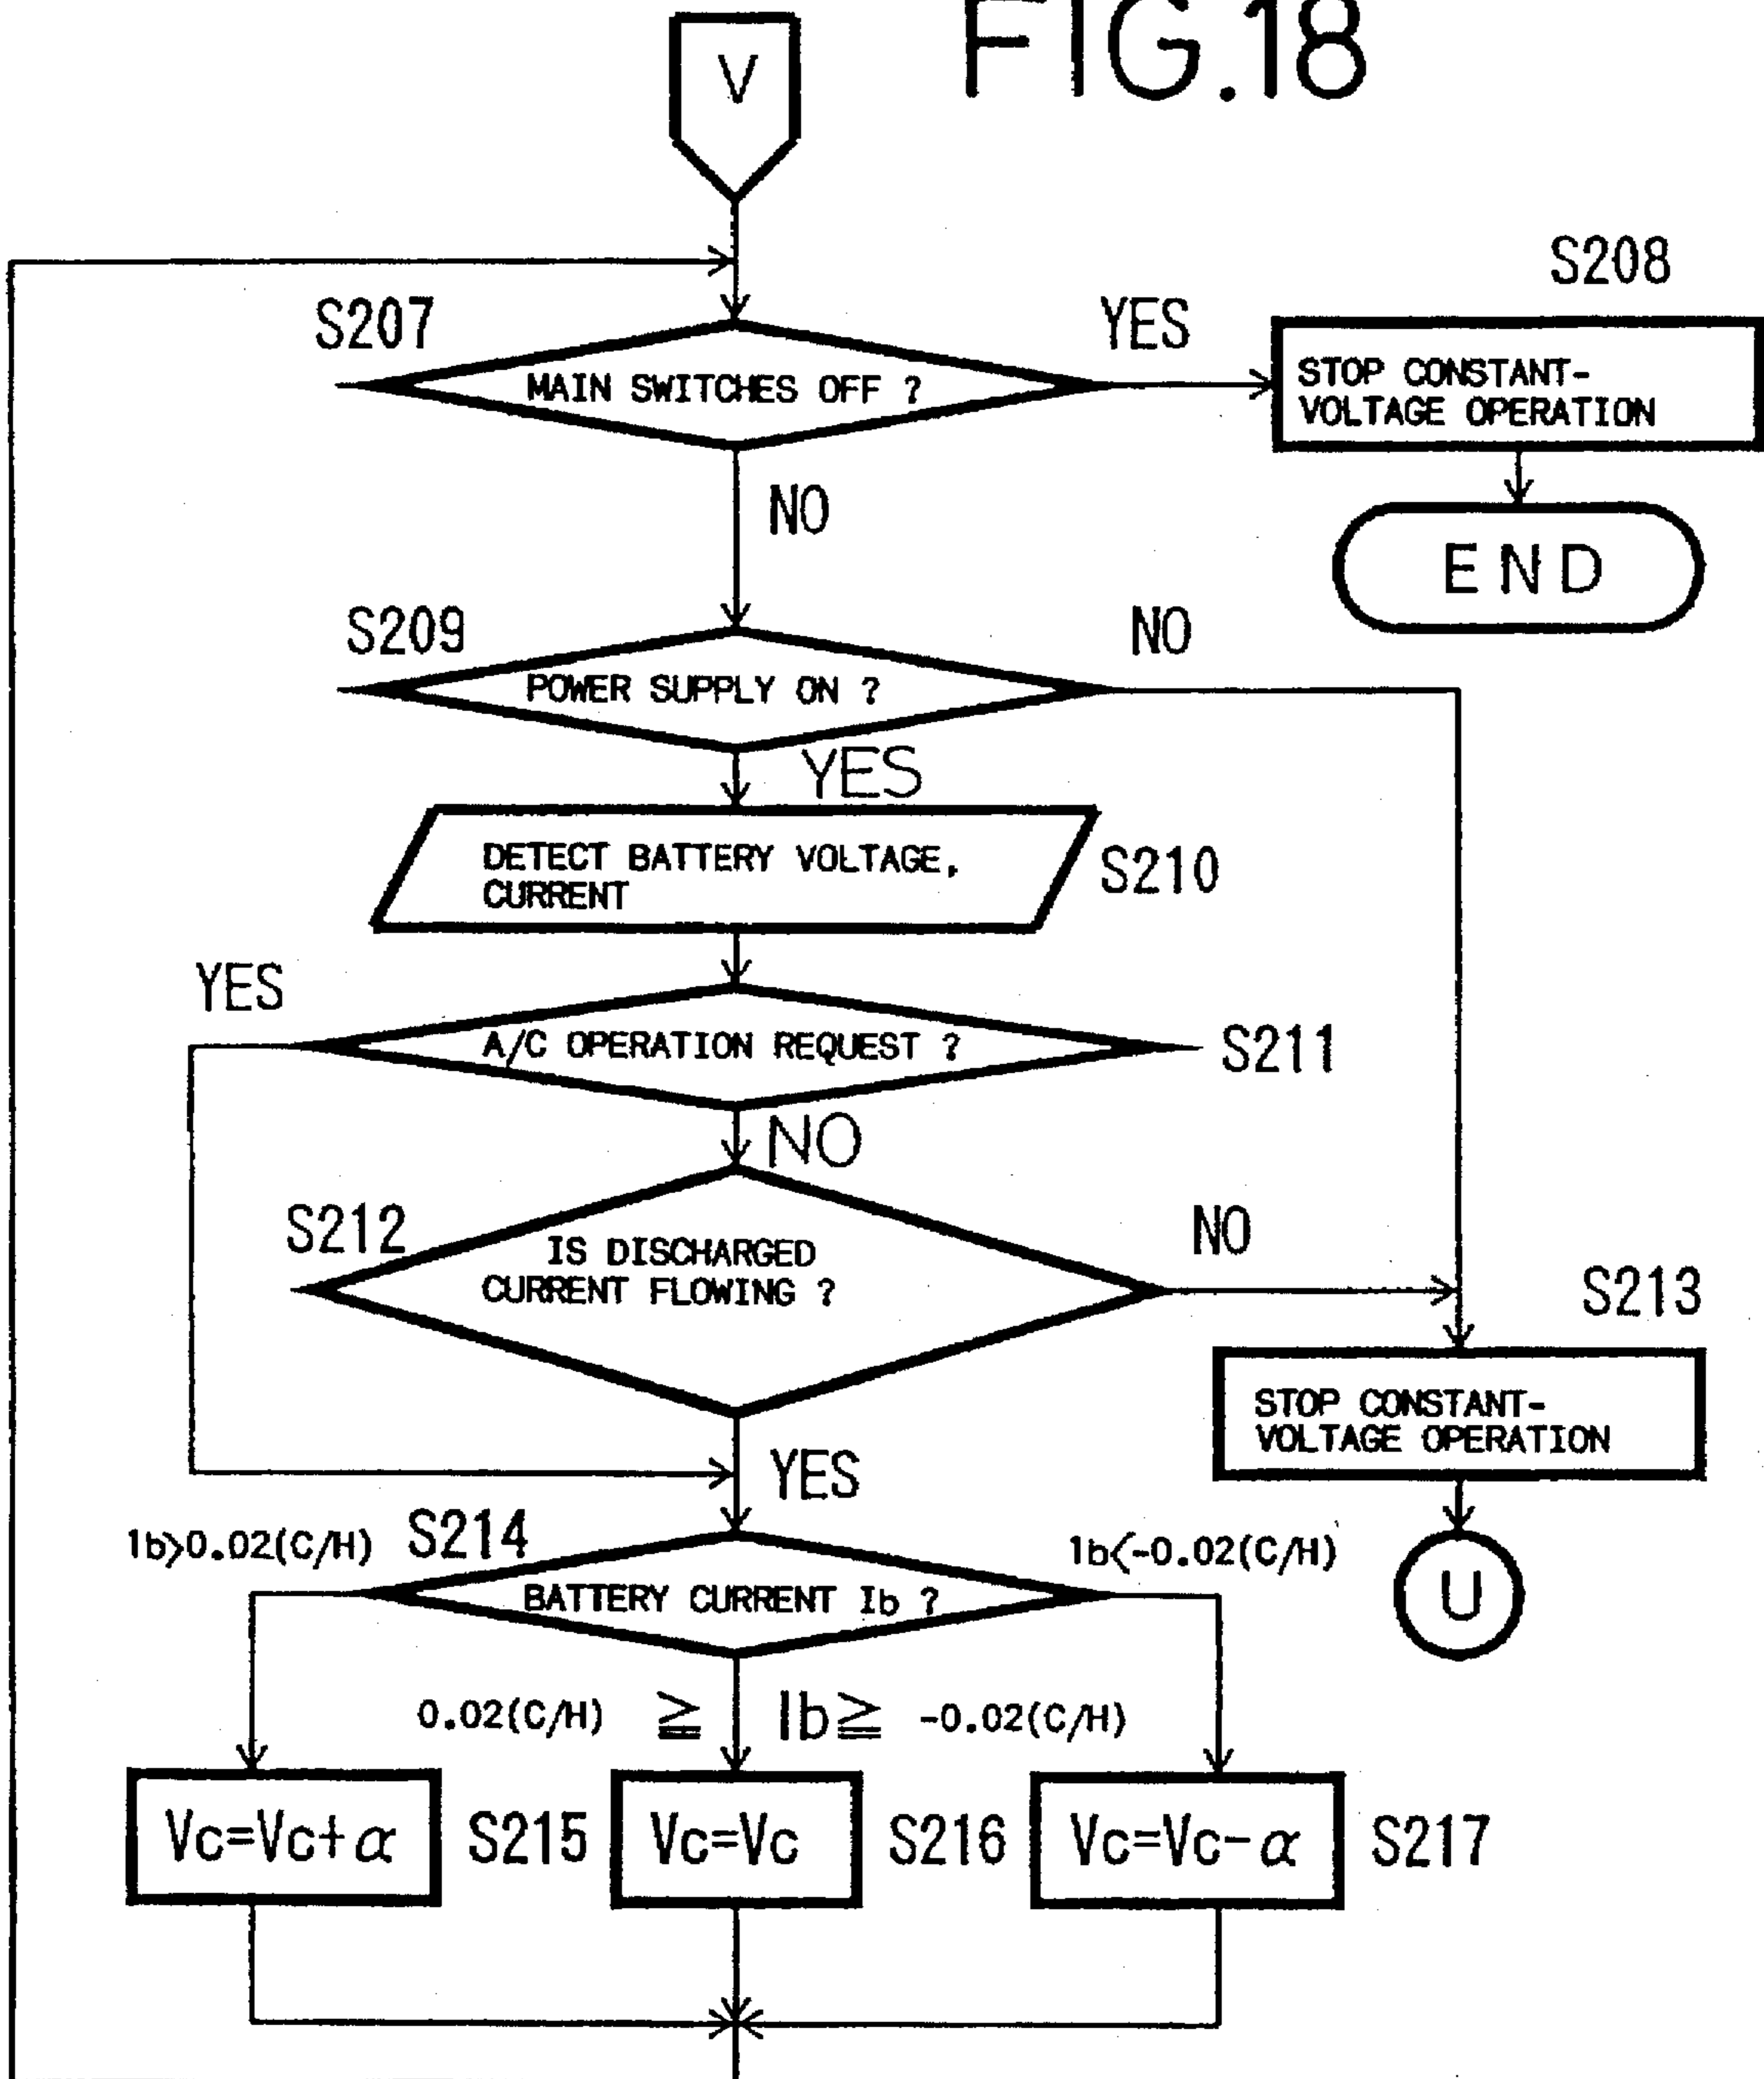 FIG.18
V
S207
MAIN SWITCHES OFF ?
YES
S208
STOP CONSTANT-
VOLTAGE OPERATION
END
NO
S209
POWER SUPPLY ON ?
NO
YES
DETECT BATTERY VOLTAGE,
CURRENT
S210
YES
A/C OPERATION REQUEST ?
S211
NO
S212
IS DISCHARGED
CURRENT FLOWING ?
NO
S213
STOP CONSTANT-
VOLTAGE OPERATION
U
YES
S214
BATTERY CURRENT Ib ?
Ib>0.02(C/H)
Ib<-0.02(C/H)
0.02(C/H) ≧ Ib≧ -0.02(C/H)
Vc=Vc+α
S215
Vc=Vc
S216
Vc=Vc-α
S217